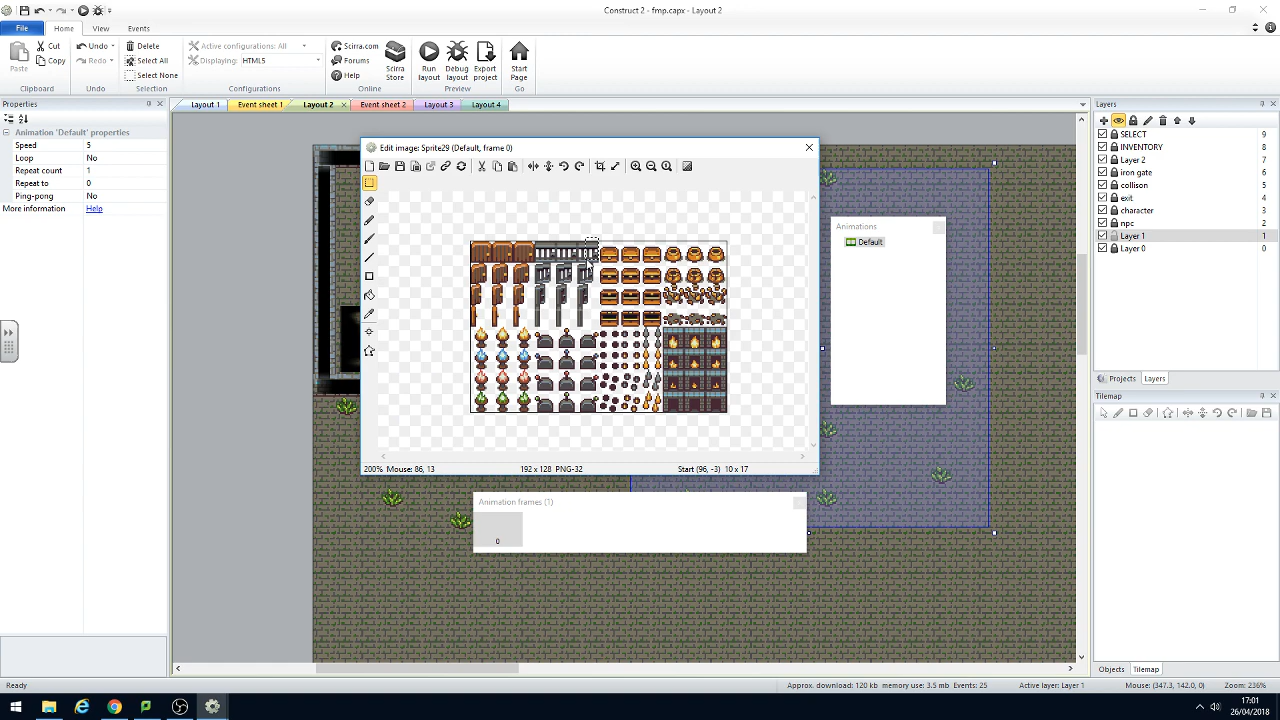 Construct 2 - fmp.capx - Layout 2
File Home View Events
Paste Cut Copy Undo Redo Delete Select All Select None
Active configurations: All
Displaying: HTML5
Scirra.com Forums Help Scirra Store Run layout Debug layout Export project Start Page
Clipboard Undo Selection Configurations Online Preview Go
Properties
layout 1 Event sheet 1 Layout 2 Event sheet 2 Layout 3 Layout 4
Animation 'Default' properties
Speed 5
Loop No
Repeat count 1
Repeat to 0
Ping-pong No
More information Help
Edit image: Sprite29 (Default, frame 0)
200% Mouse: 86, 13 192 x 128 PNG-32 Start (96, -3) 10 x 17
Animations
Default
Animation frames (1)
0
Layers
SELECT 9
INVENTORY 8
Layer 2 7
iron gate 6
collison 5
exit 4
character 3
npc 2
Layer 1 1
Layer 0 0
Projects Layers
Tilemap
Objects Tilemap
Ready Approx. download: 120 kb memory use: 3.5 mb Events: 25 Active layer: Layer 1 Mouse: (347.3, 142.0, 0) Zoom: 236%
17:01
26/04/2018